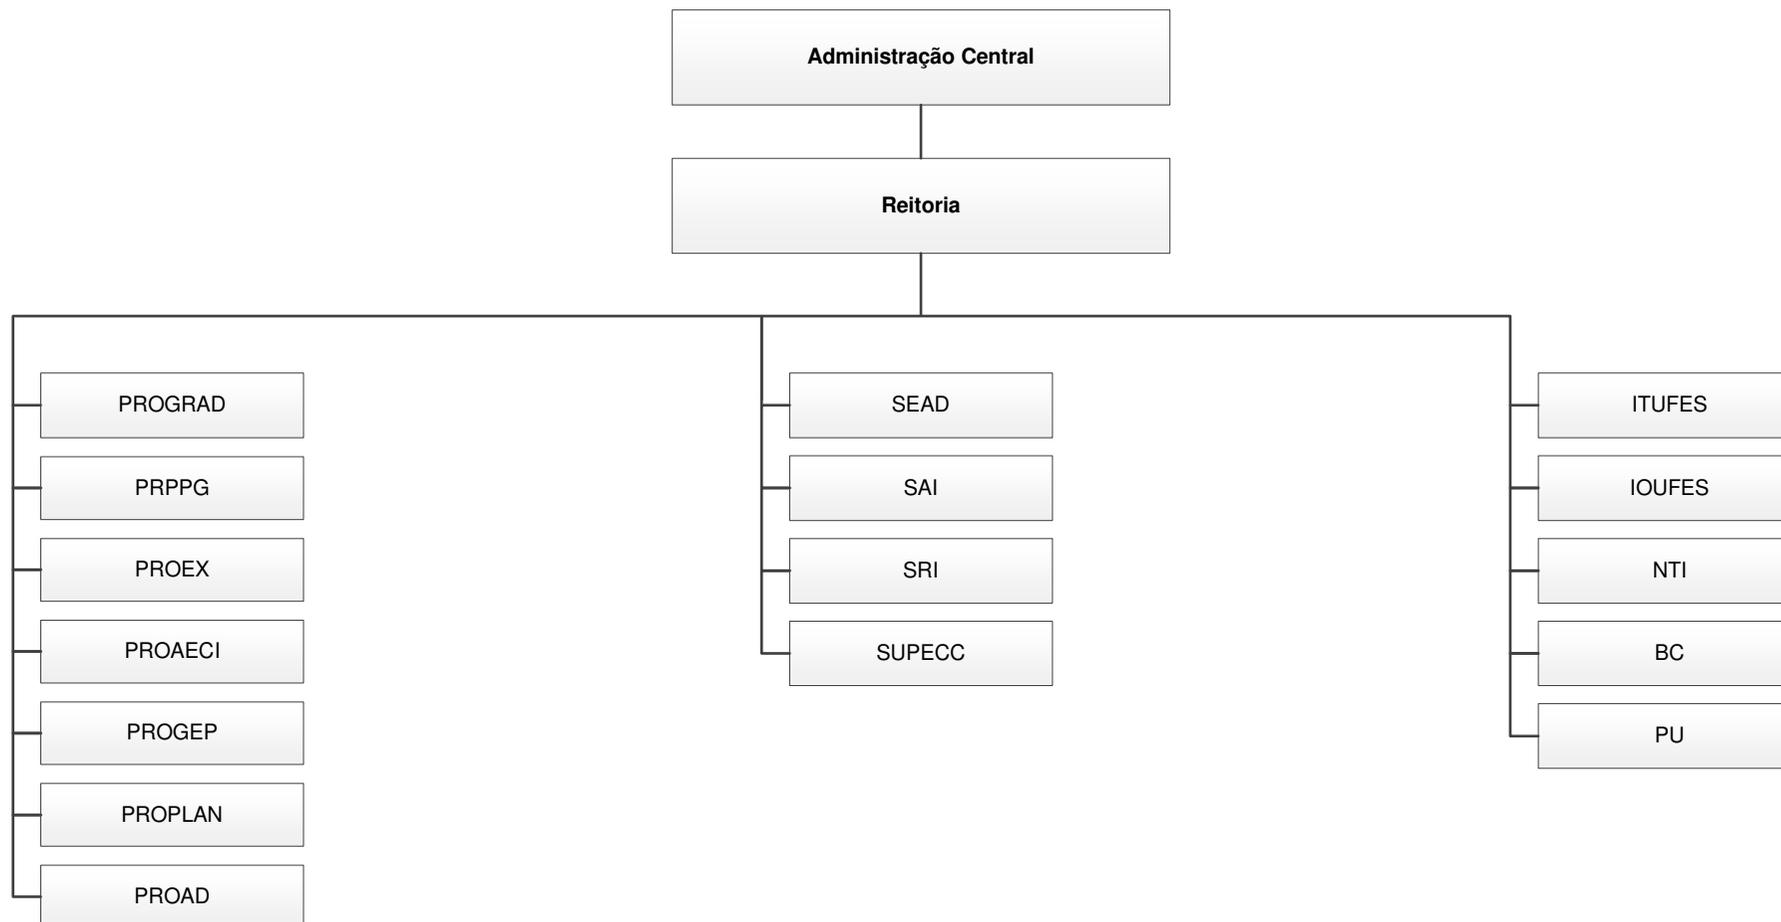 Administração Central
Reitoria
PROGRAD
PRPPG
PROEX
PROAECI
PROGEP
PROPLAN
PROAD
SEAD
SAI
SRI
SUPECC
ITUFES
IOUFES
NTI
BC
PU